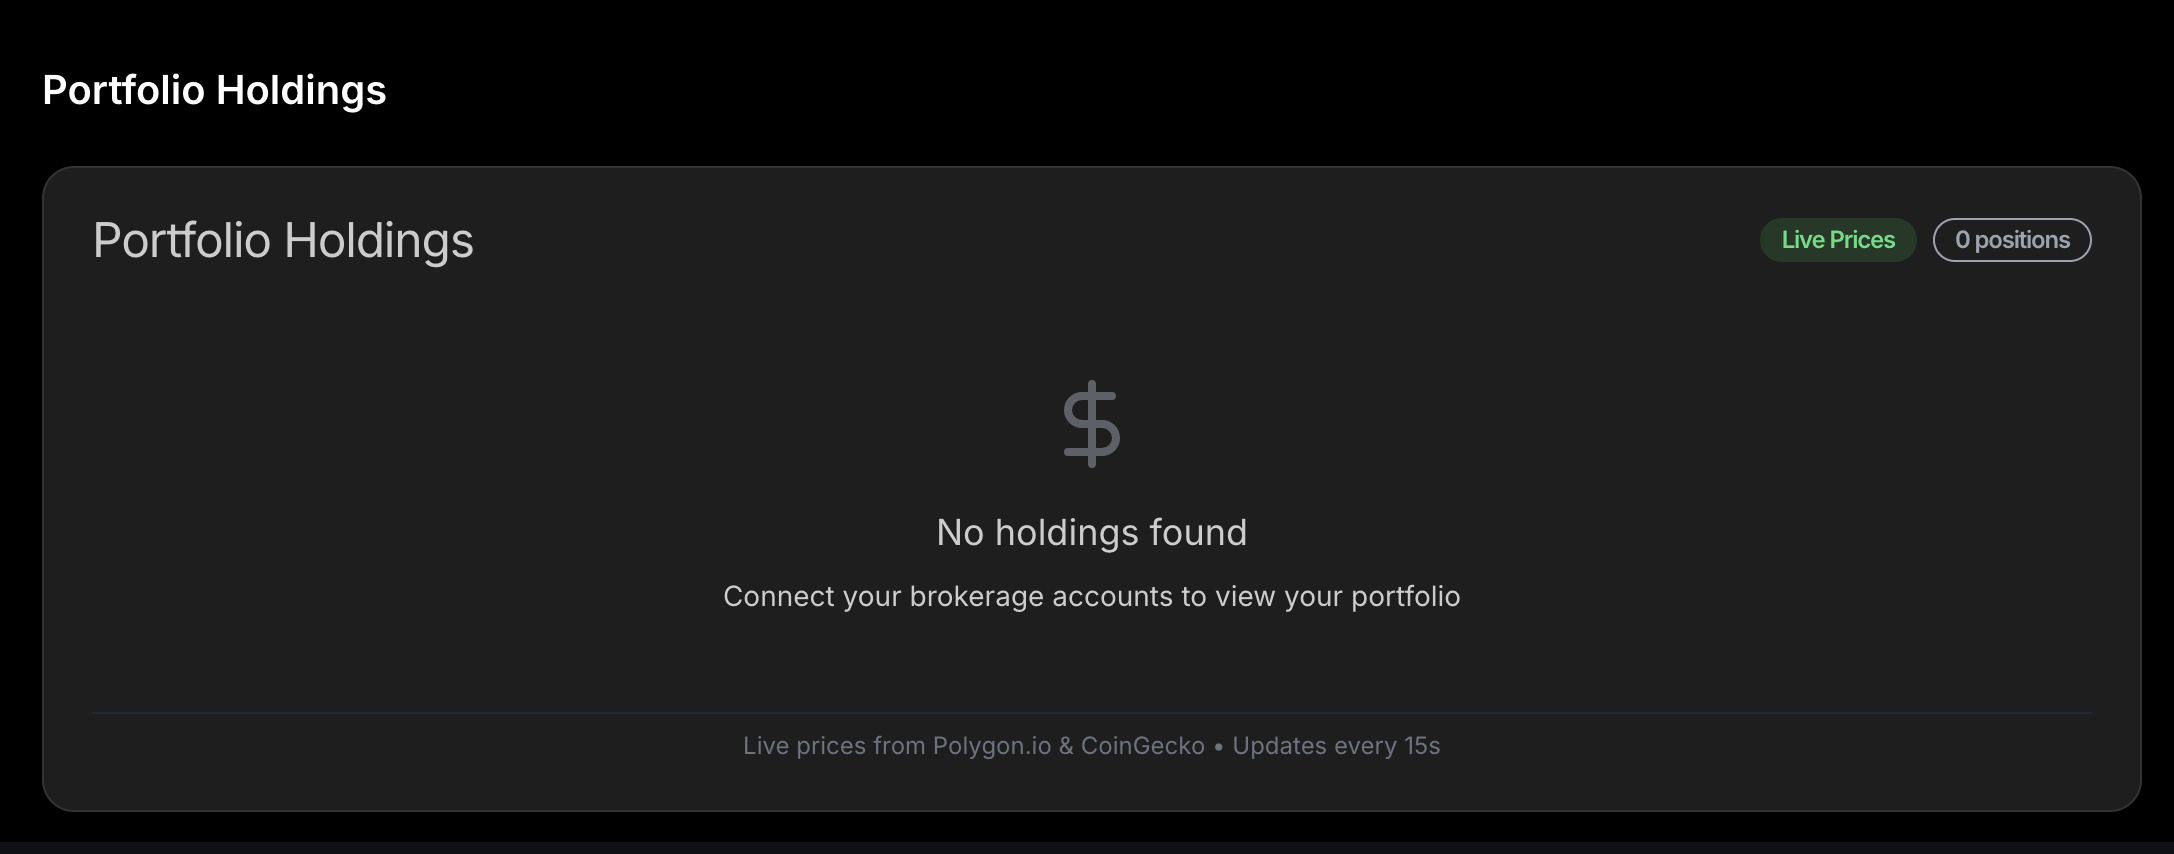 Portfolio Holdings
Portfolio Holdings
Live Prices
0 positions
No holdings found
Connect your brokerage accounts to view your portfolio
Live prices from Polygon.io & CoinGecko • Updates every 15s